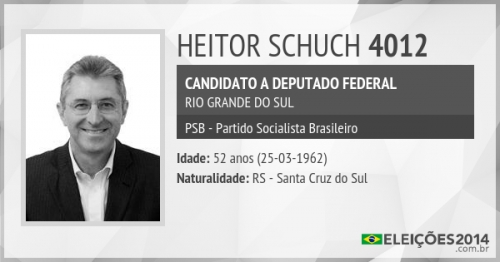 HEITOR SCHUCH 4012
CANDIDATO A DEPUTADO FEDERAL
RIO GRANDE DO SUL
PSB - Partido Socialista Brasileiro
Idade: 52 anos (25-03-1962)
Naturalidade: RS - Santa Cruz do Sul
ELEIÇÕES2014
.com.br